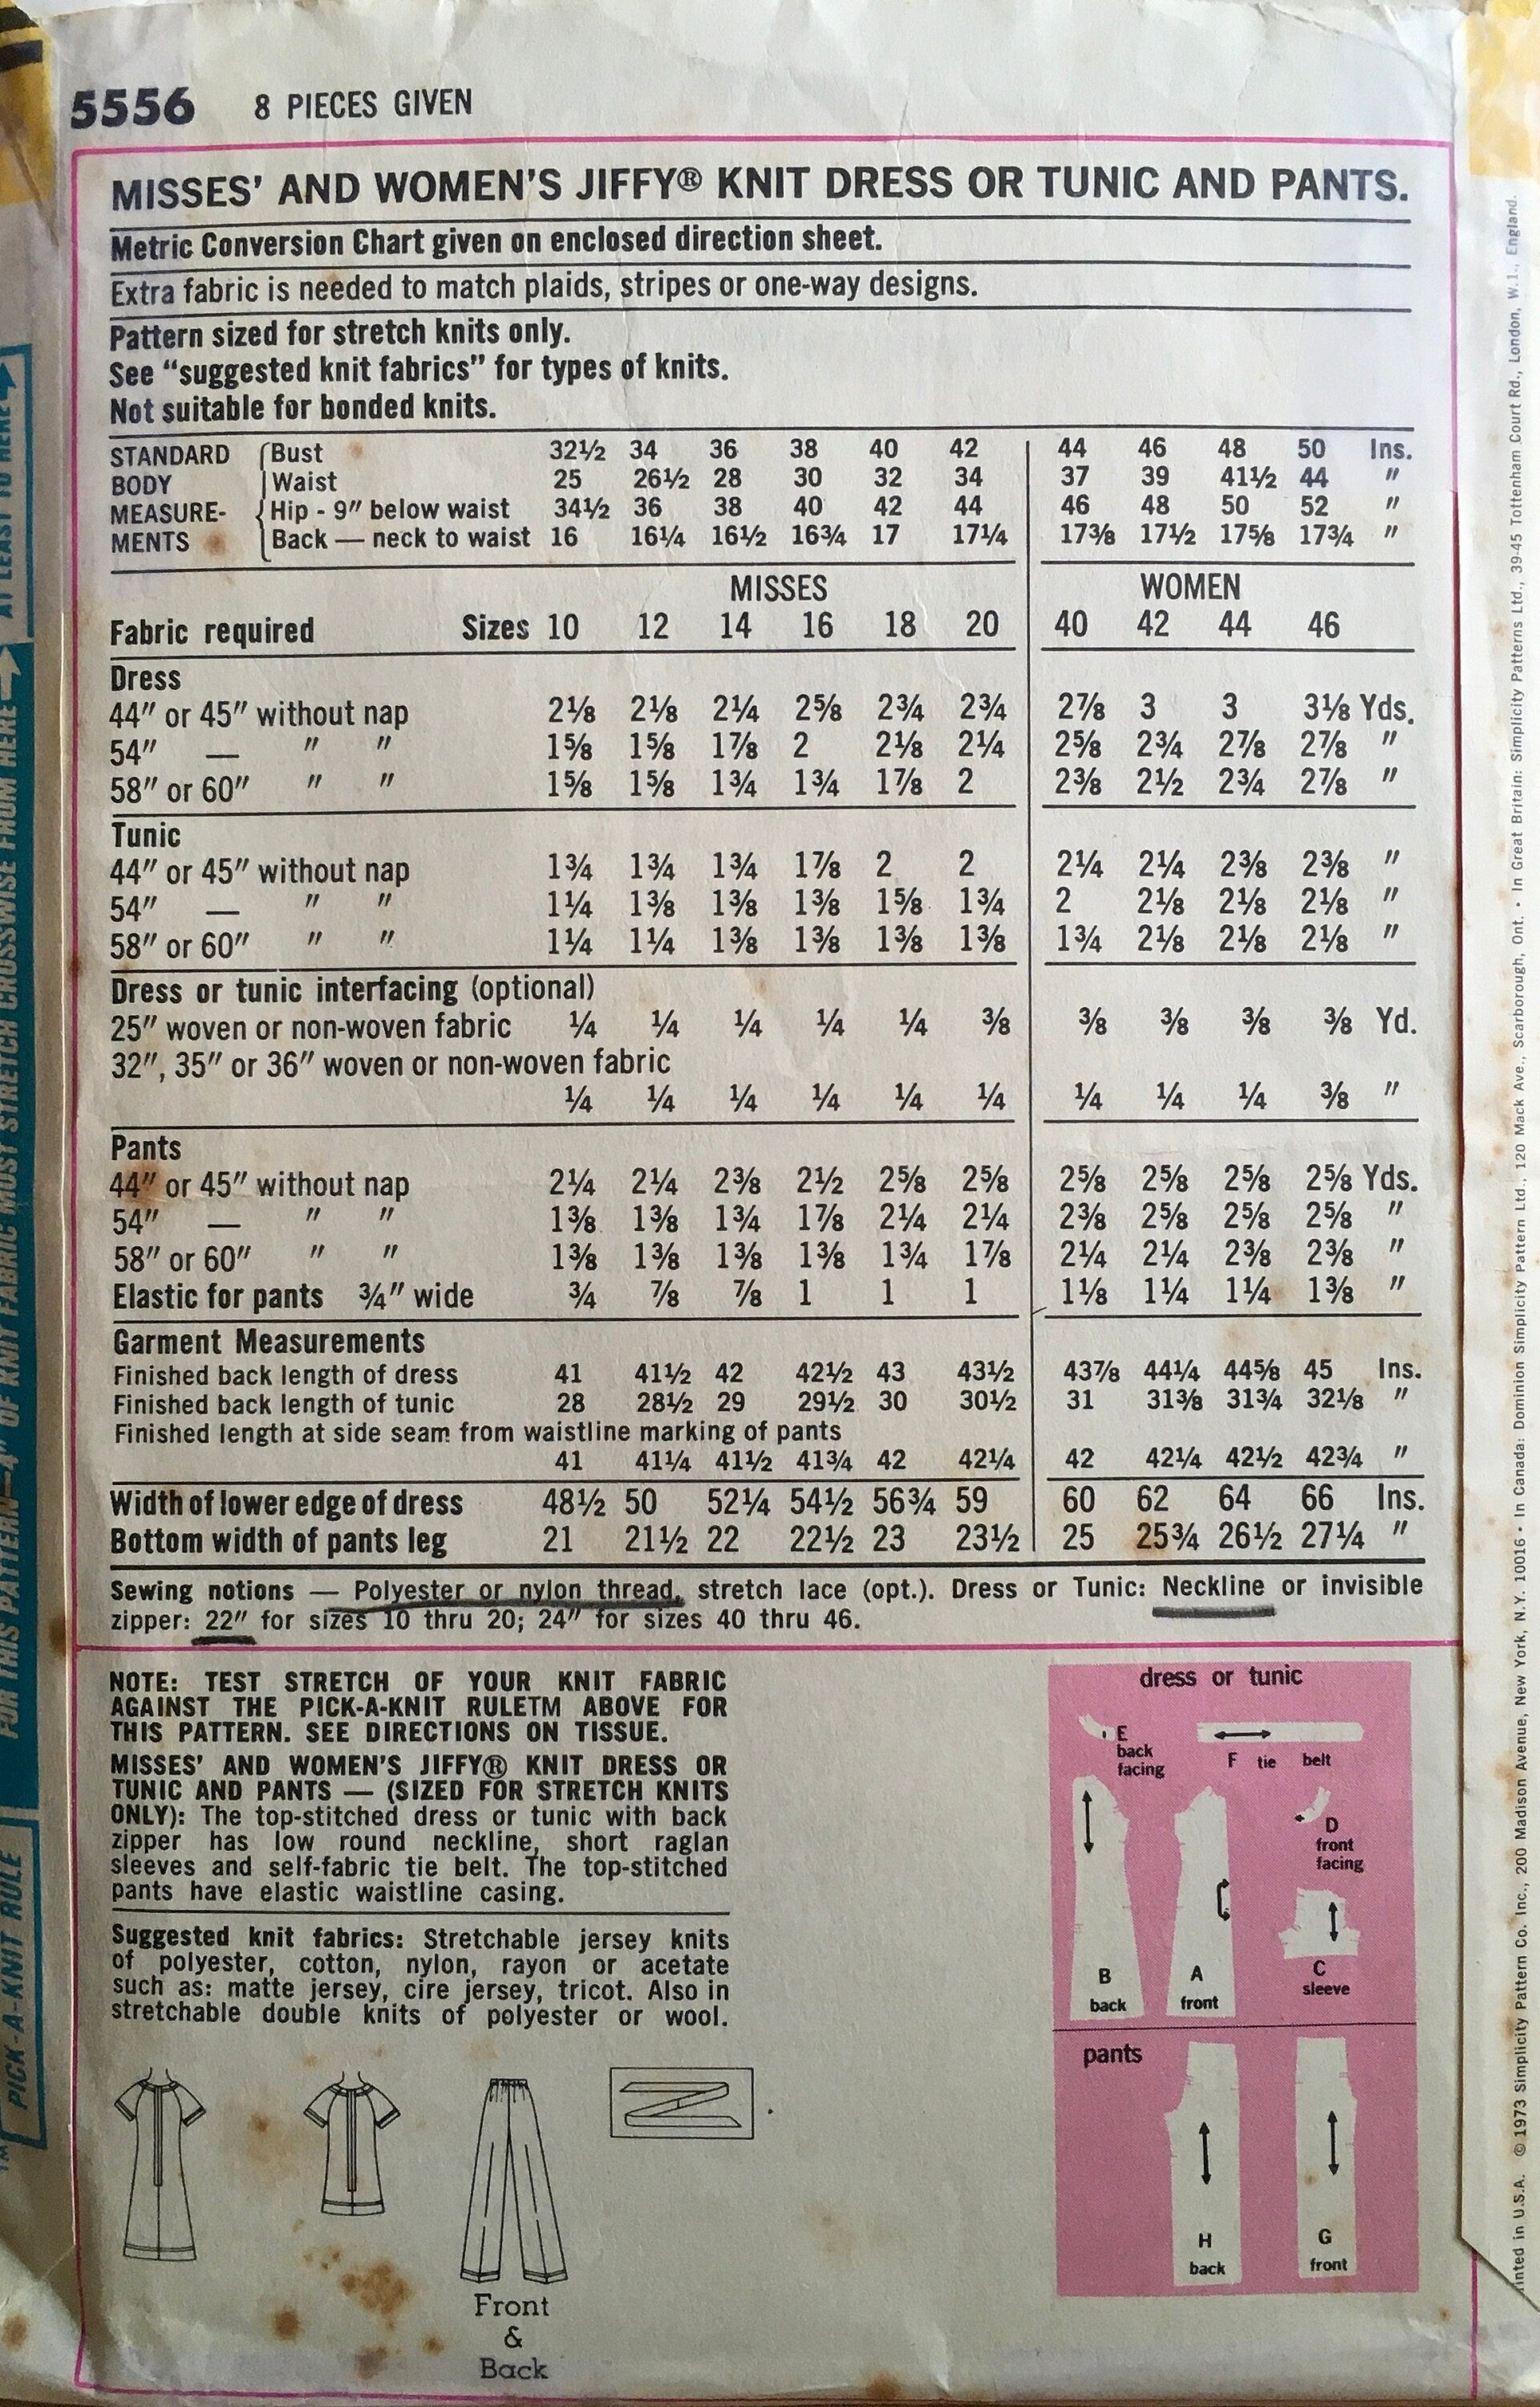 5556 8 PIECES GIVEN
MISSES' AND WOMEN'S JIFFY® KNIT DRESS OR TUNIC AND PANTS.
Metric Conversion Chart given on enclosed direction sheet.
Extra fabric is needed to match plaids, stripes or one-way designs.
Pattern sized for stretch knits only.
See “suggested knit fabrics” for types of knits.
Not suitable for bonded knits.
STANDARD Bust 32½ 34 36 38 40 42 44 46 48 50 Ins.
BODY Waist 25 26½ 28 30 32 34 37 39 41½ 44 ″
MEASURE- Hip - 9″ below waist 34½ 36 38 40 42 44 46 48 50 52 ″
MENTS Back — neck to waist 16 16¼ 16½ 16¾ 17 17¼ 17⅜ 17½ 17⅝ 17¾ ″
MISSES WOMEN
Fabric required Sizes 10 12 14 16 18 20 40 42 44 46
Dress
44″ or 45″ without nap 2⅛ 2⅛ 2¼ 2⅝ 2¾ 2¾ 2⅞ 3 3 3⅛ Yds.
54″ — ″ ″ 1⅝ 1⅝ 1⅞ 2 2⅛ 2¼ 2⅝ 2¾ 2⅞ 2⅞ ″
58″ or 60″ ″ ″ 1⅝ 1⅝ 1¾ 1¾ 1⅞ 2 2⅜ 2½ 2¾ 2⅞ ″
Tunic
44″ or 45″ without nap 1¾ 1¾ 1¾ 1⅞ 2 2 2¼ 2¼ 2⅜ 2⅜ ″
54″ — ″ ″ 1¼ 1⅜ 1⅜ 1⅜ 1⅝ 1¾ 2 2⅛ 2⅛ 2⅛ ″
58″ or 60″ ″ ″ 1¼ 1¼ 1⅜ 1⅜ 1⅜ 1⅜ 1¾ 2⅛ 2⅛ 2⅛ ″
Dress or tunic interfacing (optional)
25″ woven or non-woven fabric ¼ ¼ ¼ ¼ ¼ ⅜ ⅜ ⅜ ⅜ ⅜ Yd.
32″, 35″ or 36″ woven or non-woven fabric
¼ ¼ ¼ ¼ ¼ ¼ ¼ ¼ ¼ ⅜ ″
Pants
44″ or 45″ without nap 2¼ 2¼ 2⅜ 2½ 2⅝ 2⅝ 2⅝ 2⅝ 2⅝ 2⅝ Yds.
54″ — ″ ″ 1⅜ 1⅜ 1¾ 1⅞ 2¼ 2¼ 2⅜ 2⅝ 2⅝ 2⅝ ″
58″ or 60″ ″ ″ 1⅜ 1⅜ 1⅜ 1⅜ 1¾ 1⅞ 2¼ 2¼ 2⅜ 2⅜ ″
Elastic for pants ¾″ wide ¾ ⅞ ⅞ 1 1 1 1⅛ 1¼ 1¼ 1⅜ ″
Garment Measurements
Finished back length of dress 41 41½ 42 42½ 43 43½ 43⅞ 44¼ 44⅝ 45 Ins.
Finished back length of tunic 28 28½ 29 29½ 30 30½ 31 31⅜ 31¾ 32⅛ ″
Finished length at side seam from waistline marking of pants
41 41¼ 41½ 41¾ 42 42¼ 42 42¼ 42½ 42¾ ″
Width of lower edge of dress 48½ 50 52¼ 54½ 56¾ 59 60 62 64 66 Ins.
Bottom width of pants leg 21 21½ 22 22½ 23 23½ 25 25¾ 26½ 27¼ ″
Sewing notions — Polyester or nylon thread, stretch lace (opt.). Dress or Tunic: Neckline or invisible
zipper: 22″ for sizes 10 thru 20; 24″ for sizes 40 thru 46.
NOTE: TEST STRETCH OF YOUR KNIT FABRIC
AGAINST THE PICK-A-KNIT RULETM ABOVE FOR
THIS PATTERN. SEE DIRECTIONS ON TISSUE.
MISSES' AND WOMEN'S JIFFY® KNIT DRESS OR
TUNIC AND PANTS — (SIZED FOR STRETCH KNITS
ONLY): The top-stitched dress or tunic with back
zipper has low round neckline, short raglan
sleeves and self-fabric tie belt. The top-stitched
pants have elastic waistline casing.
Suggested knit fabrics: Stretchable jersey knits
of polyester, cotton, nylon, rayon or acetate
such as: matte jersey, cire jersey, tricot. Also in
stretchable double knits of polyester or wool.
Front
&
Back
dress or tunic
E
back
facing
F tie belt
D
front
facing
B
back
A
front
C
sleeve
pants
H
back
G
front
PICK-A-KNIT RULE
TM
FOR THIS PATTERN—4″ OF KNIT FABRIC MUST STRETCH CROSSWISE FROM HERE
AT LEAST TO HERE
inted in U.S.A. © 1973 Simplicity Pattern Co. Inc., 200 Madison Avenue, New York, N.Y. 10016 • In Canada: Dominion Simplicity Pattern Ltd., 120 Mack Ave., Scarborough, Ont. • In Great Britain: Simplicity Patterns Ltd., 39-45 Tottenham Court Rd., London, W.1., England.